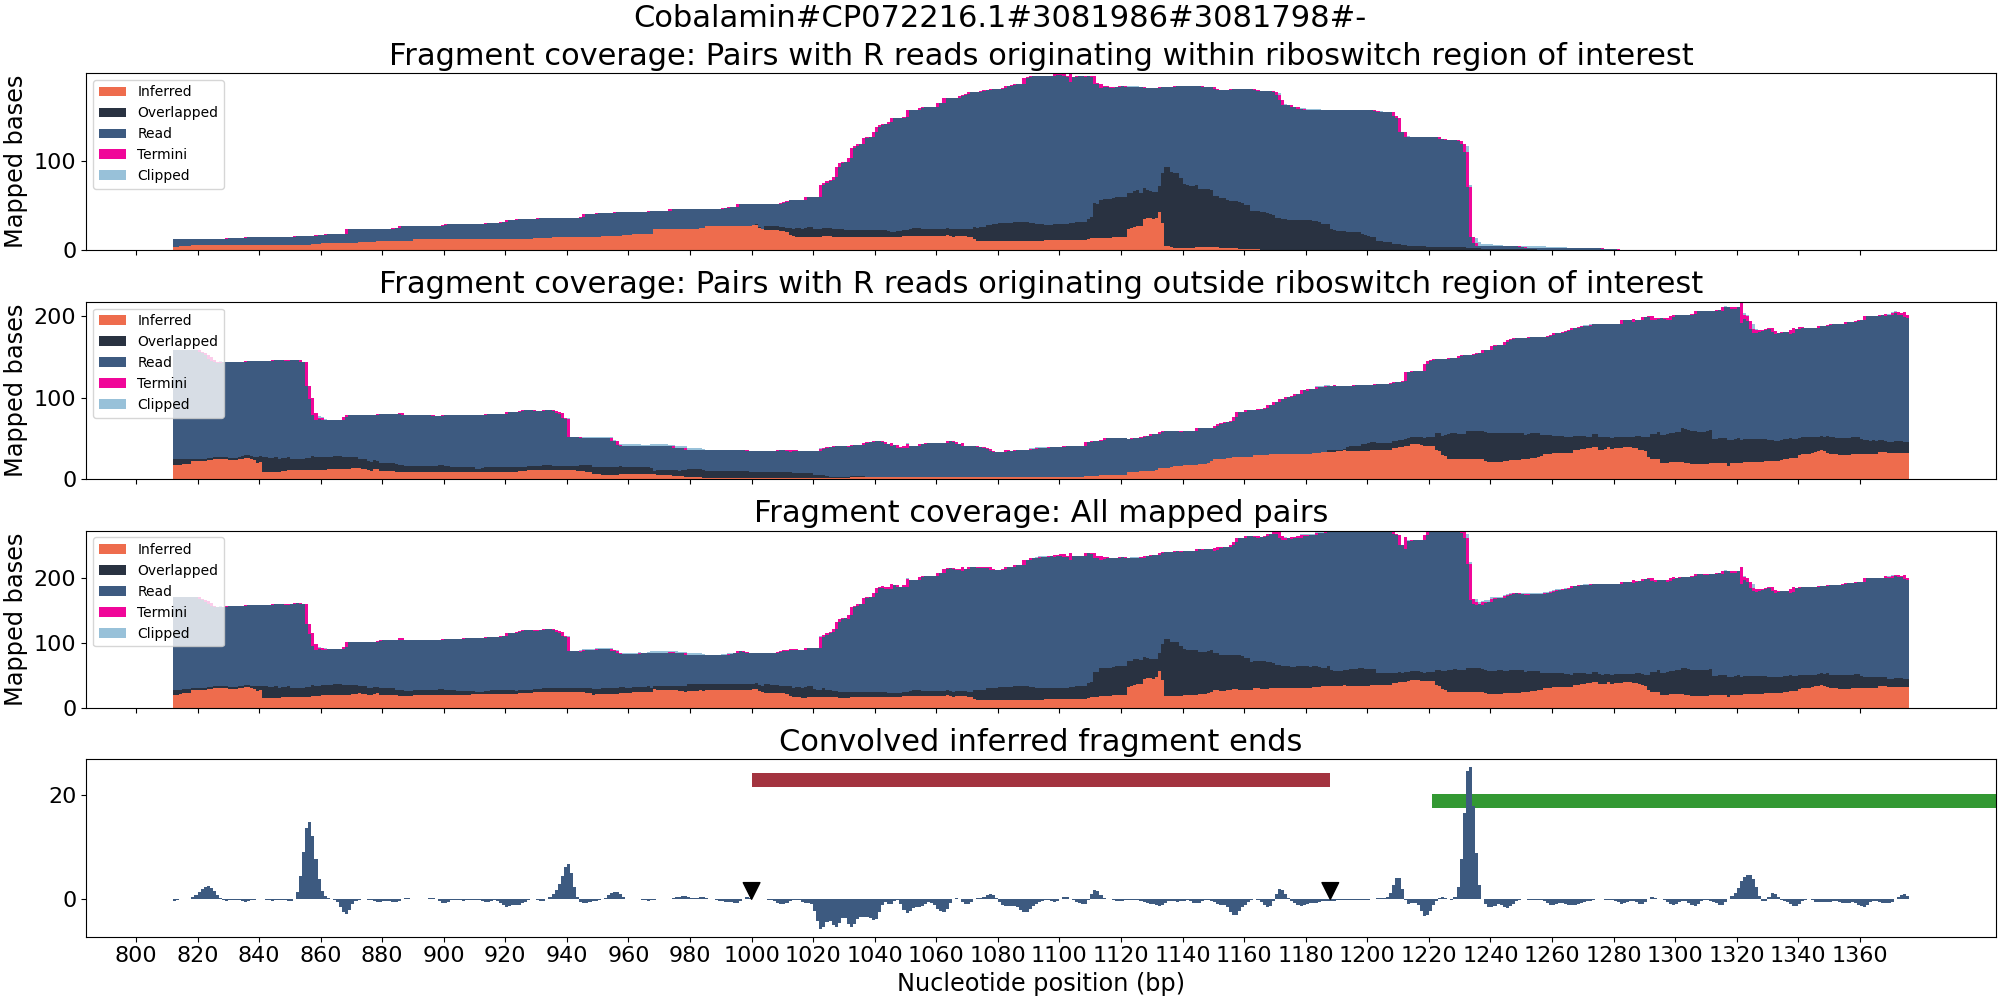 Cobalamin#CP072216.1#3081986#3081798#-
Fragment coverage: Pairs with R reads originating within riboswitch region of interest
Mapped bases
100
0
Inferred
Overlapped
Read
Termini
Clipped
Fragment coverage: Pairs with R reads originating outside riboswitch region of interest
Mapped bases
200
100
0
Inferred
Overlapped
Read
Termini
Clipped
Fragment coverage: All mapped pairs
Mapped bases
200
100
0
Inferred
Overlapped
Read
Termini
Clipped
Convolved inferred fragment ends
20
0
800 820 840 860 880 900 920 940 960 980 1000 1020 1040 1060 1080 1100 1120 1140 1160 1180 1200 1220 1240 1260 1280 1300 1320 1340 1360
Nucleotide position (bp)